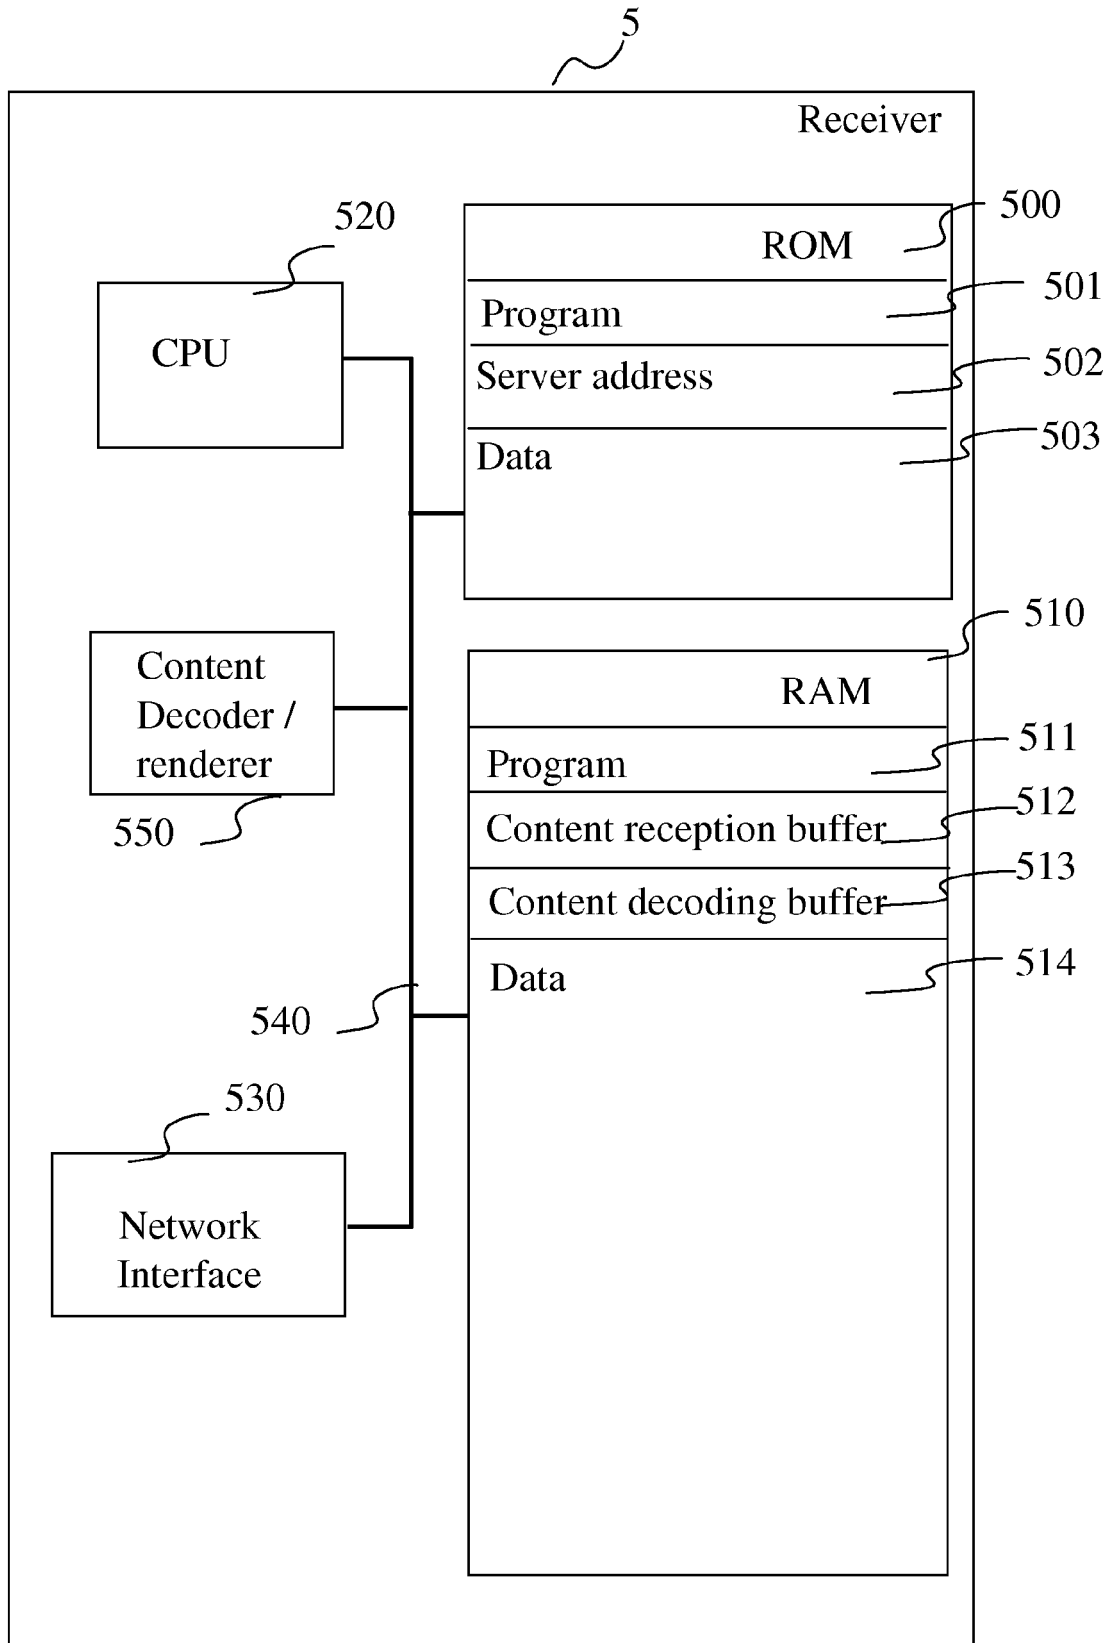 5
Receiver
520
500
ROM
501
Program
CPU
502
Server address
503
Data
510
Content
Decoder /
renderer
RAM
511
Program
550
512
Content reception buffer
513
Content decoding buffer
514
Data
540
530
Network
Interface